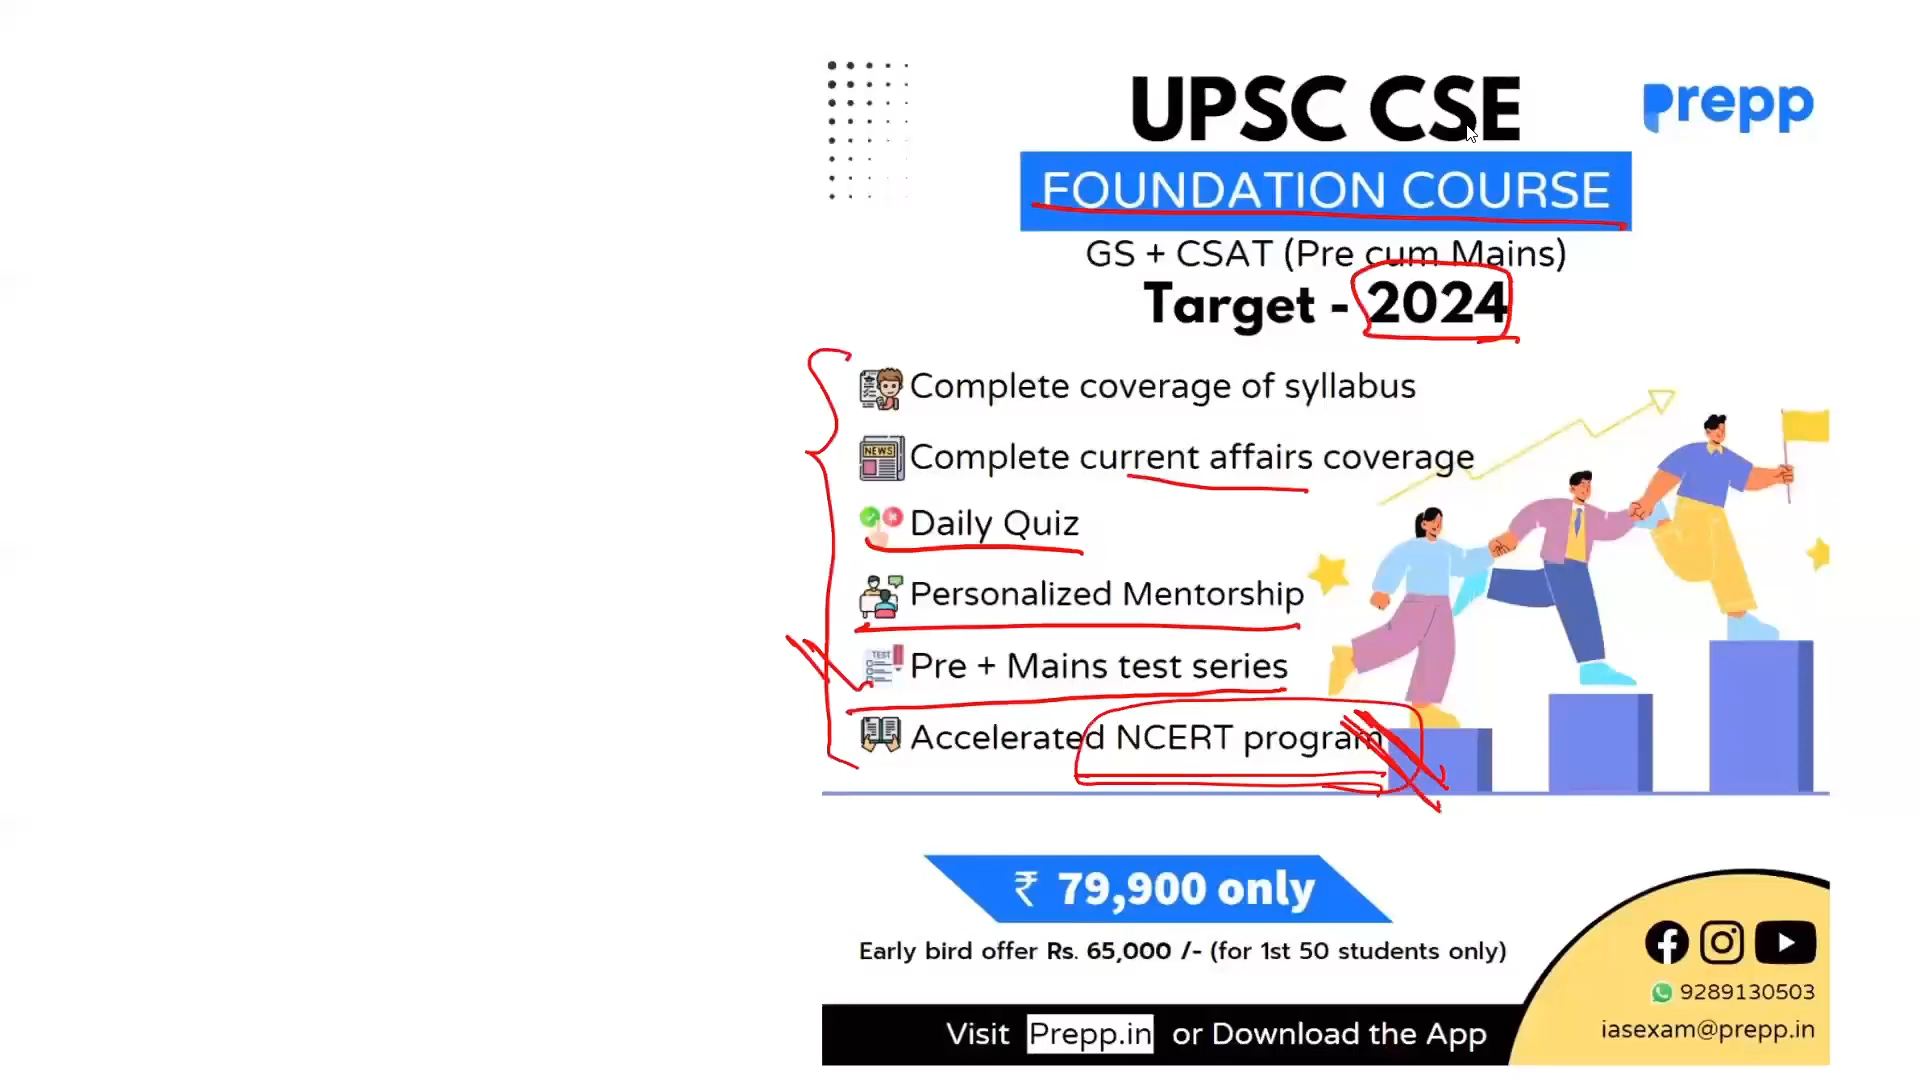 UPSC CSE
prepp
FOUNDATION COURSE
GS + CSAT (Pre cum Mains)
Target - 2024
Complete coverage of syllabus
NEWS
Complete current affairs coverage
Daily Quiz
Personalized Mentorship
TEST
Pre + Mains test series
Accelerated NCERT program
₹ 79,900 only
Early bird offer Rs. 65,000 /- (for 1st 50 students only)
9289130503
Visit Prepp.in or Download the App
iasexam@prepp.in